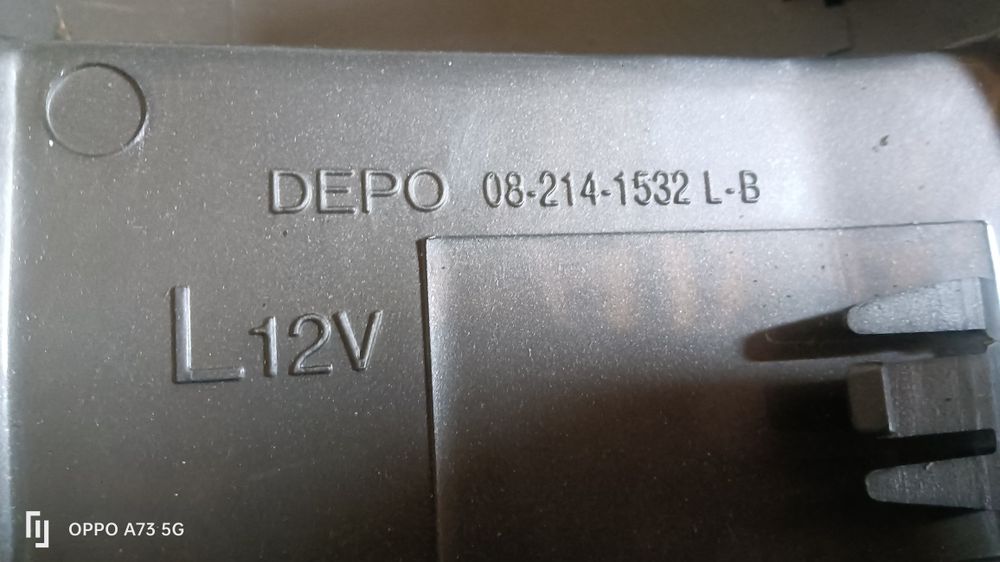 DEPO 08-214-1532 L-B
L 12V
OPPO A73 5G